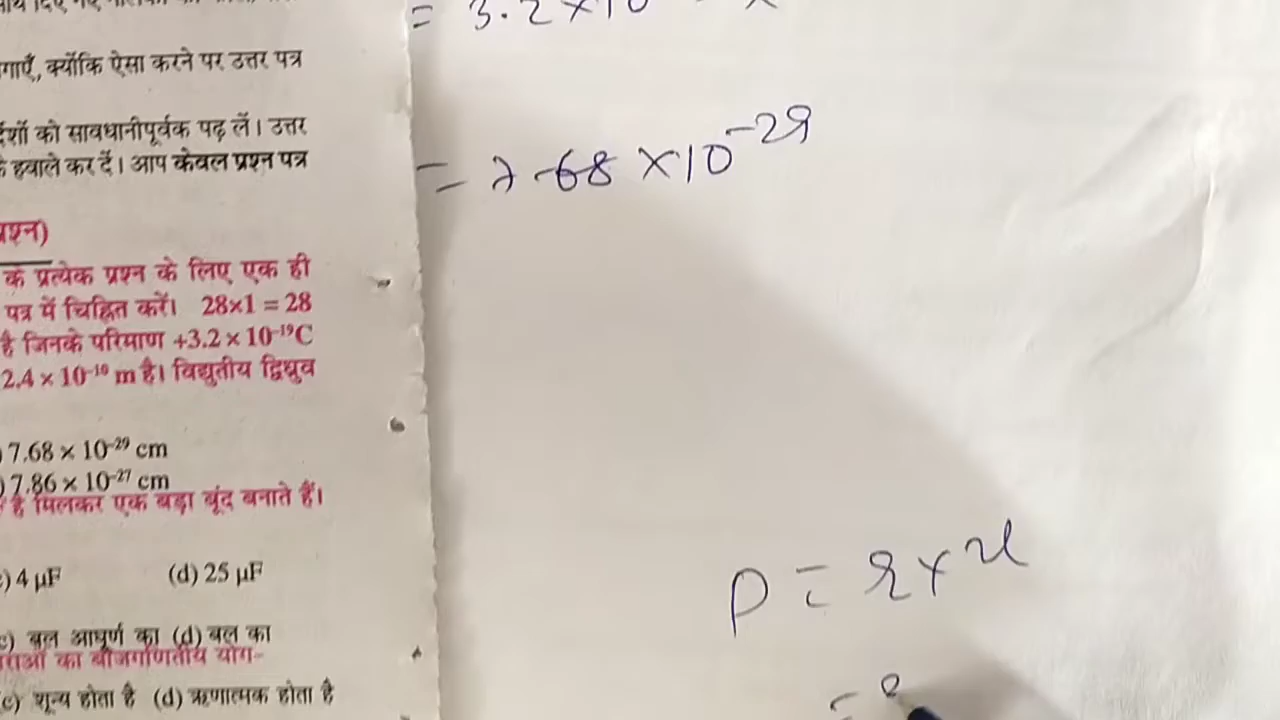 = 3.2×10
= 7.68 ×10⁻²⁹
गाएँ, क्योंकि ऐसा करने पर उत्तर पत्र
को सावधानीपूर्वक पढ़ लें। उत्तर
हवाले कर दें। आप केवल प्रश्न पत्र
प्रश्न)
के प्रत्येक प्रश्न के लिए एक ही
पत्र में चिह्नित करें। 28×1 = 28
है जिनके परिमाण +3.2 × 10⁻¹⁹C
2.4 × 10⁻¹⁰ m है। विद्युतीय द्विध्रुव
) 7.68 × 10⁻²⁹ cm
) 7.86 × 10⁻²⁷ cm
है मिलकर एक बड़ा बूंद बनाते हैं।
) 4 μF (d) 25 μF
c) बल आघूर्ण का (d) बल का
का बीजगणितीय योग-
(c) शून्य होता है (d) ऋणात्मक होता है
P =
=